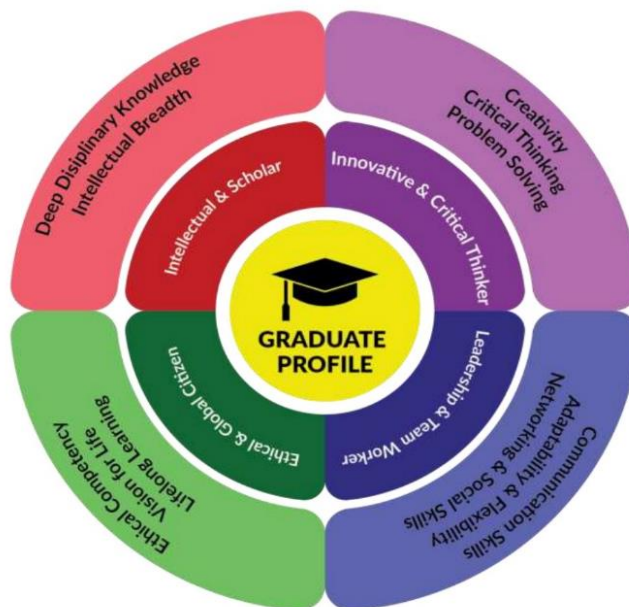 Deep Disiplinary Knowledge
Intellectual Breadth
Intellectual & Scholar
Creativity
Critical Thinking
Problem Solving
Innovative & Critical Thinker
GRADUATE
PROFILE
Ethical & Global Citizen
Ethical Competency
Vision for Life
Lifelong Learning
Leadership & Team Worker
Communication Skills
Adaptability & Flexibility
Networking & Social Skills